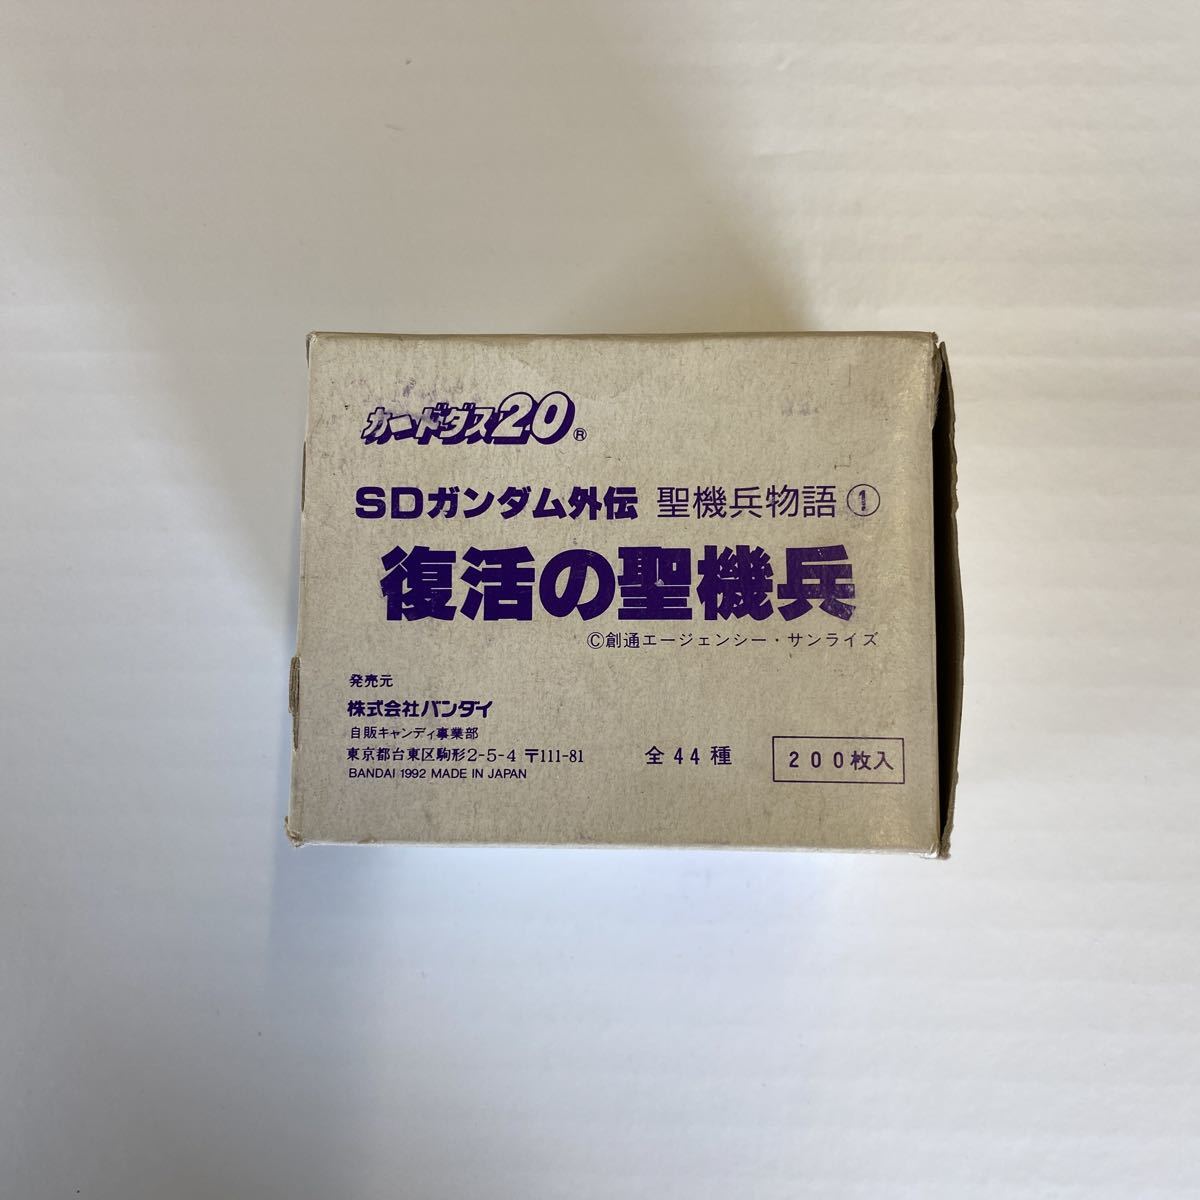 カードダス20®
SDガンダム外伝 聖機兵物語①
復活の聖機兵
©創通エージェンシー・サンライズ
発売元
株式会社バンダイ
自販キャンディ事業部
東京都台東区駒形2-5-4 〒111-81
BANDAI 1992 MADE IN JAPAN
全44種
200枚入